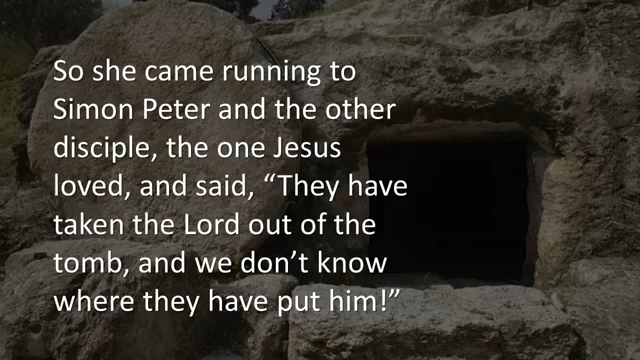 So she came running to
Simon Peter and the other
disciple, the one Jesus
loved, and said, “They have
taken the Lord out of the
tomb, and we don’t know
where they have put him!”